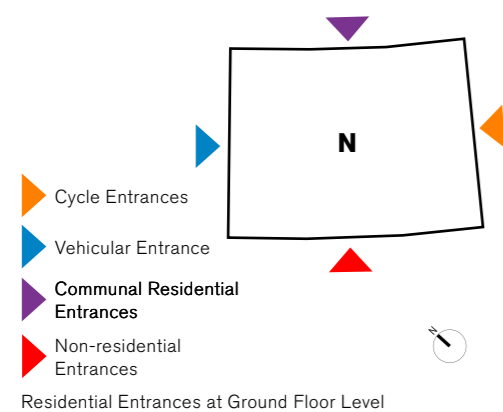 N
Cycle Entrances
Vehicular Entrance
Communal Residential
Entrances
Non-residential
Entrances
N
Residential Entrances at Ground Floor Level